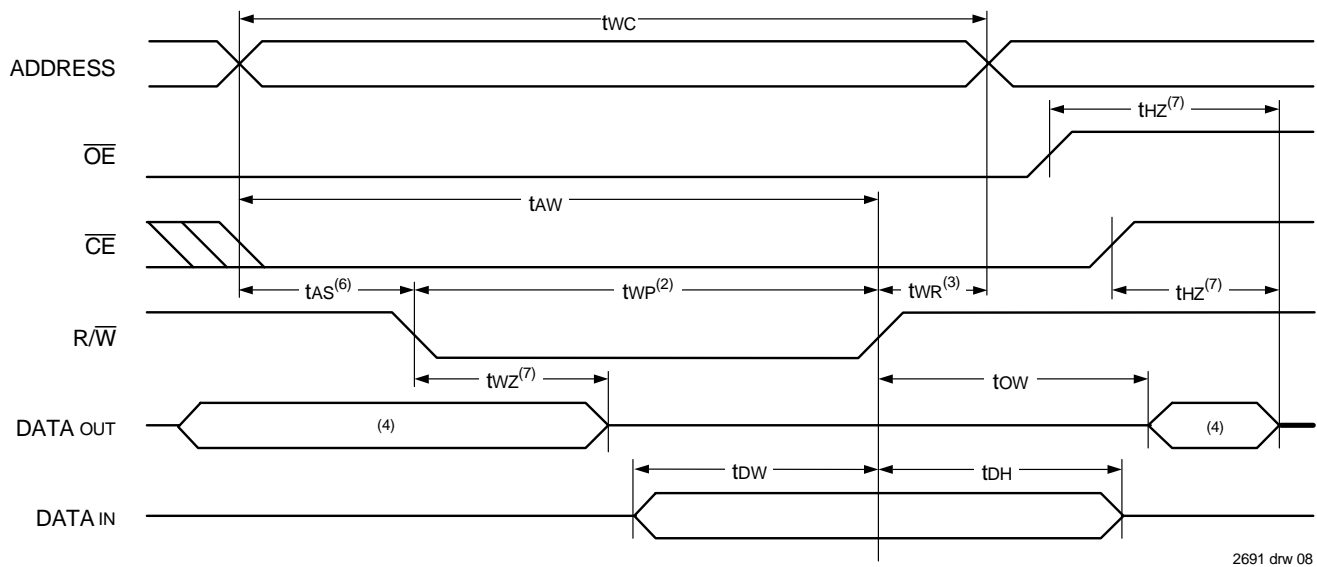 tWC
ADDRESS
tHZ(7)
OE
tAW
CE
tAS(6) tWP(2) tWR(3) tHZ(7)
R/W
tWZ(7) tOW
DATA OUT (4) (4)
tDW tDH
DATA IN
2691 drw 08